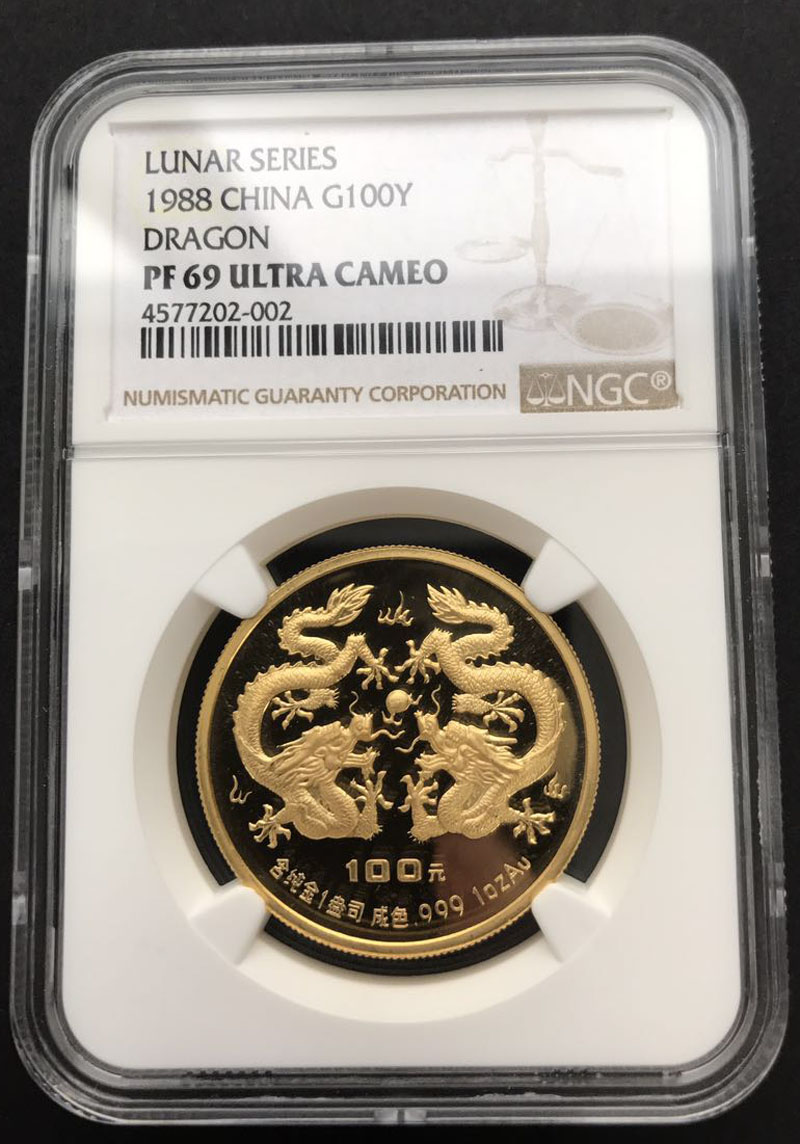 LUNAR SERIES
1988 CHINA G100Y
DRAGON
PF 69 ULTRA CAMEO
4577202-002
NUMISMATIC GUARANTY CORPORATION NGC®
100元
含纯金1盎司 成色.999 1ozAu